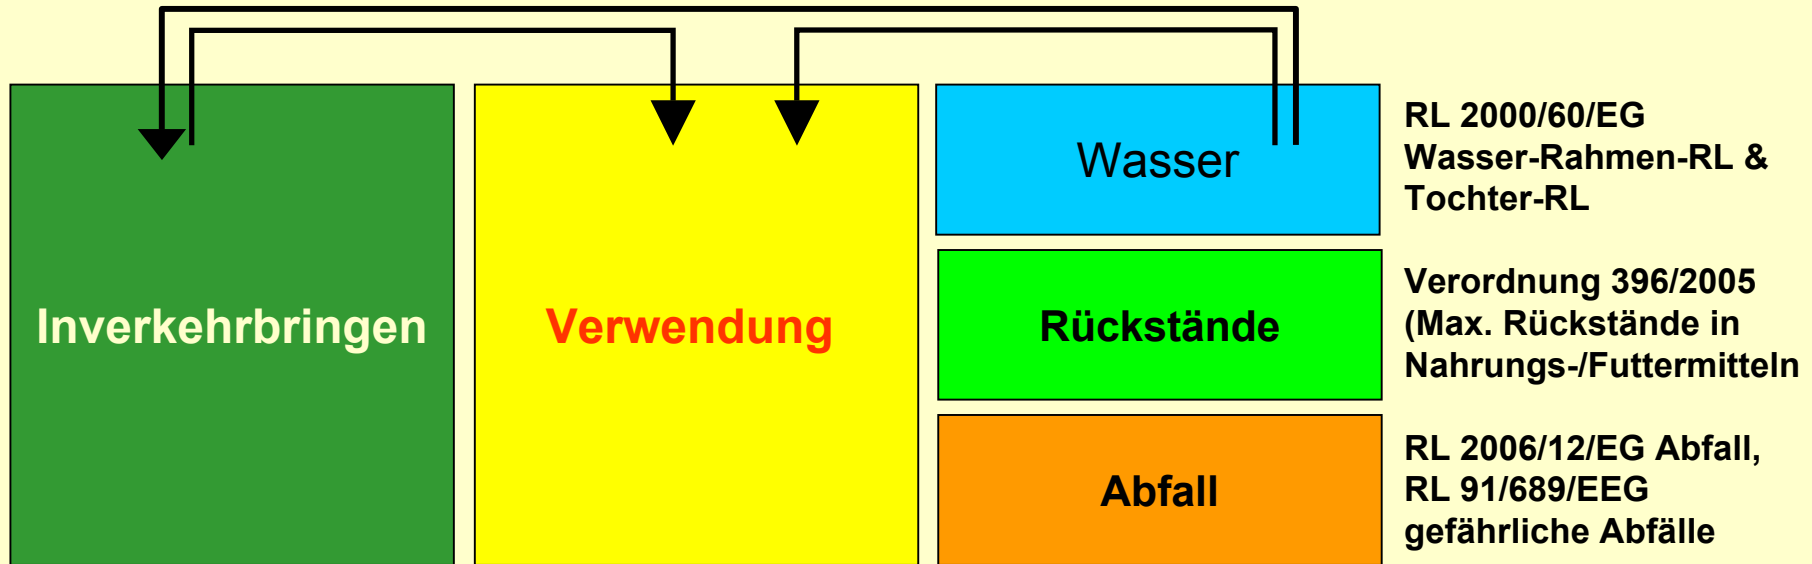 Inverkehrbringen
Verwendung
Wasser
RL 2000/60/EG
Wasser-Rahmen-RL &
Tochter-RL
Rückstände
Verordnung 396/2005
(Max. Rückstände in
Nahrungs-/Futtermitteln
Abfall
RL 2006/12/EG Abfall,
RL 91/689/EEG
gefährliche Abfälle